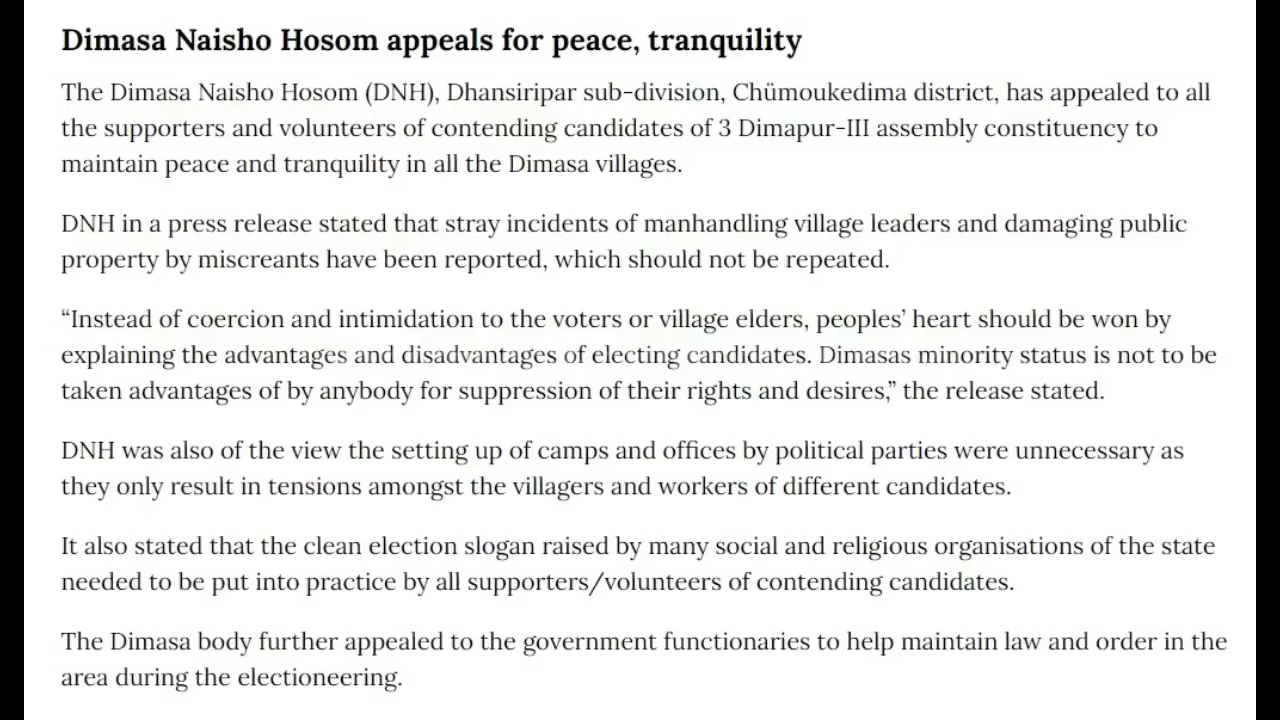 Dimasa Naisho Hosom appeals for peace, tranquility
The Dimasa Naisho Hosom (DNH), Dhansiripar sub-division, Chümoukedima district, has appealed to all
the supporters and volunteers of contending candidates of 3 Dimapur-III assembly constituency to
maintain peace and tranquility in all the Dimasa villages.
DNH in a press release stated that stray incidents of manhandling village leaders and damaging public
property by miscreants have been reported, which should not be repeated.
“Instead of coercion and intimidation to the voters or village elders, peoples’ heart should be won by
explaining the advantages and disadvantages of electing candidates. Dimasas minority status is not to be
taken advantages of by anybody for suppression of their rights and desires,” the release stated.
DNH was also of the view the setting up of camps and offices by political parties were unnecessary as
they only result in tensions amongst the villagers and workers of different candidates.
It also stated that the clean election slogan raised by many social and religious organisations of the state
needed to be put into practice by all supporters/volunteers of contending candidates.
The Dimasa body further appealed to the government functionaries to help maintain law and order in the
area during the electioneering.